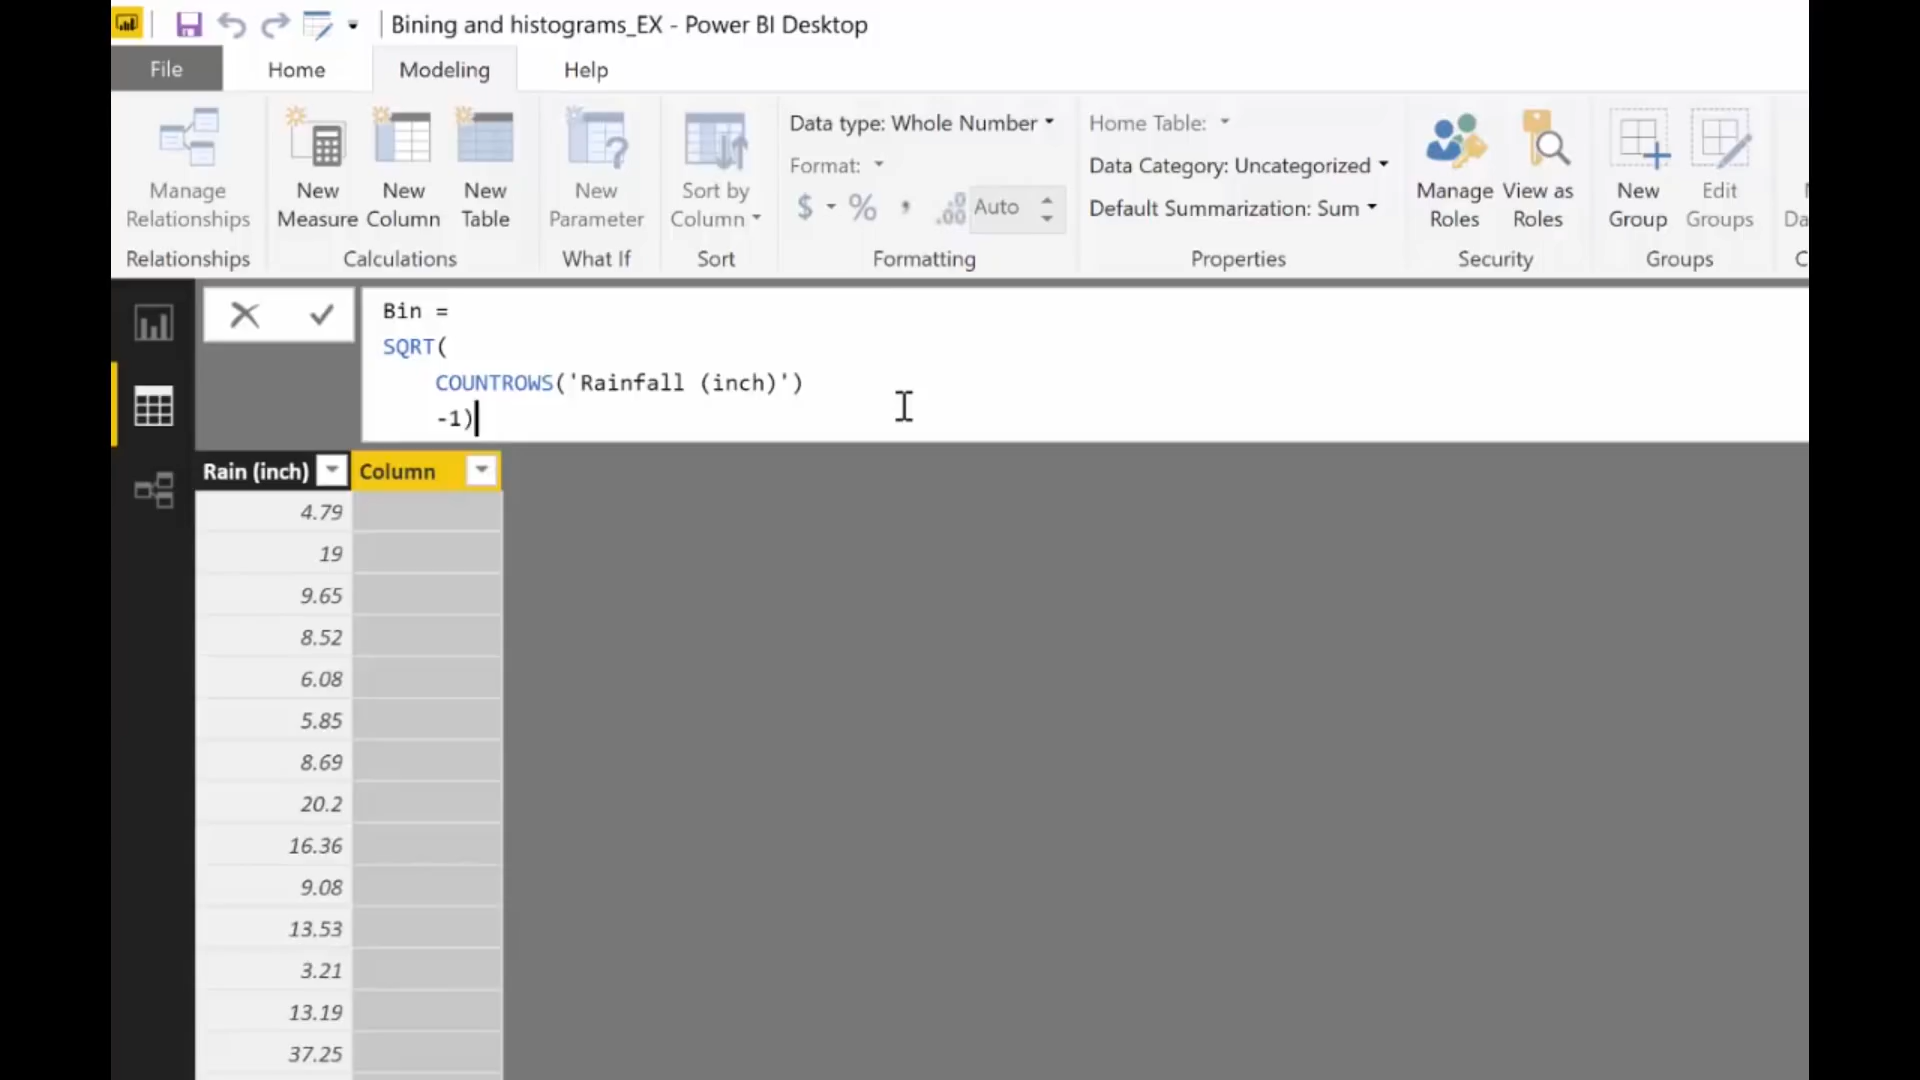 Bining and histograms_EX - Power BI Desktop
File Home Modeling Help
Manage Relationships
New Measure
New Column
New Table
New Parameter
Sort by Column
Data type: Whole Number
Format:
$ % , .00 Auto
Home Table:
Data Category: Uncategorized
Default Summarization: Sum
Manage Roles
View as Roles
New Group
Edit Groups
Relationships Calculations What If Sort Formatting Properties Security Groups
Bin =
SQRT(
COUNTROWS('Rainfall (inch)')
-1)
Rain (inch) Column
4.79
19
9.65
8.52
6.08
5.85
8.69
20.2
16.36
9.08
13.53
3.21
13.19
37.25